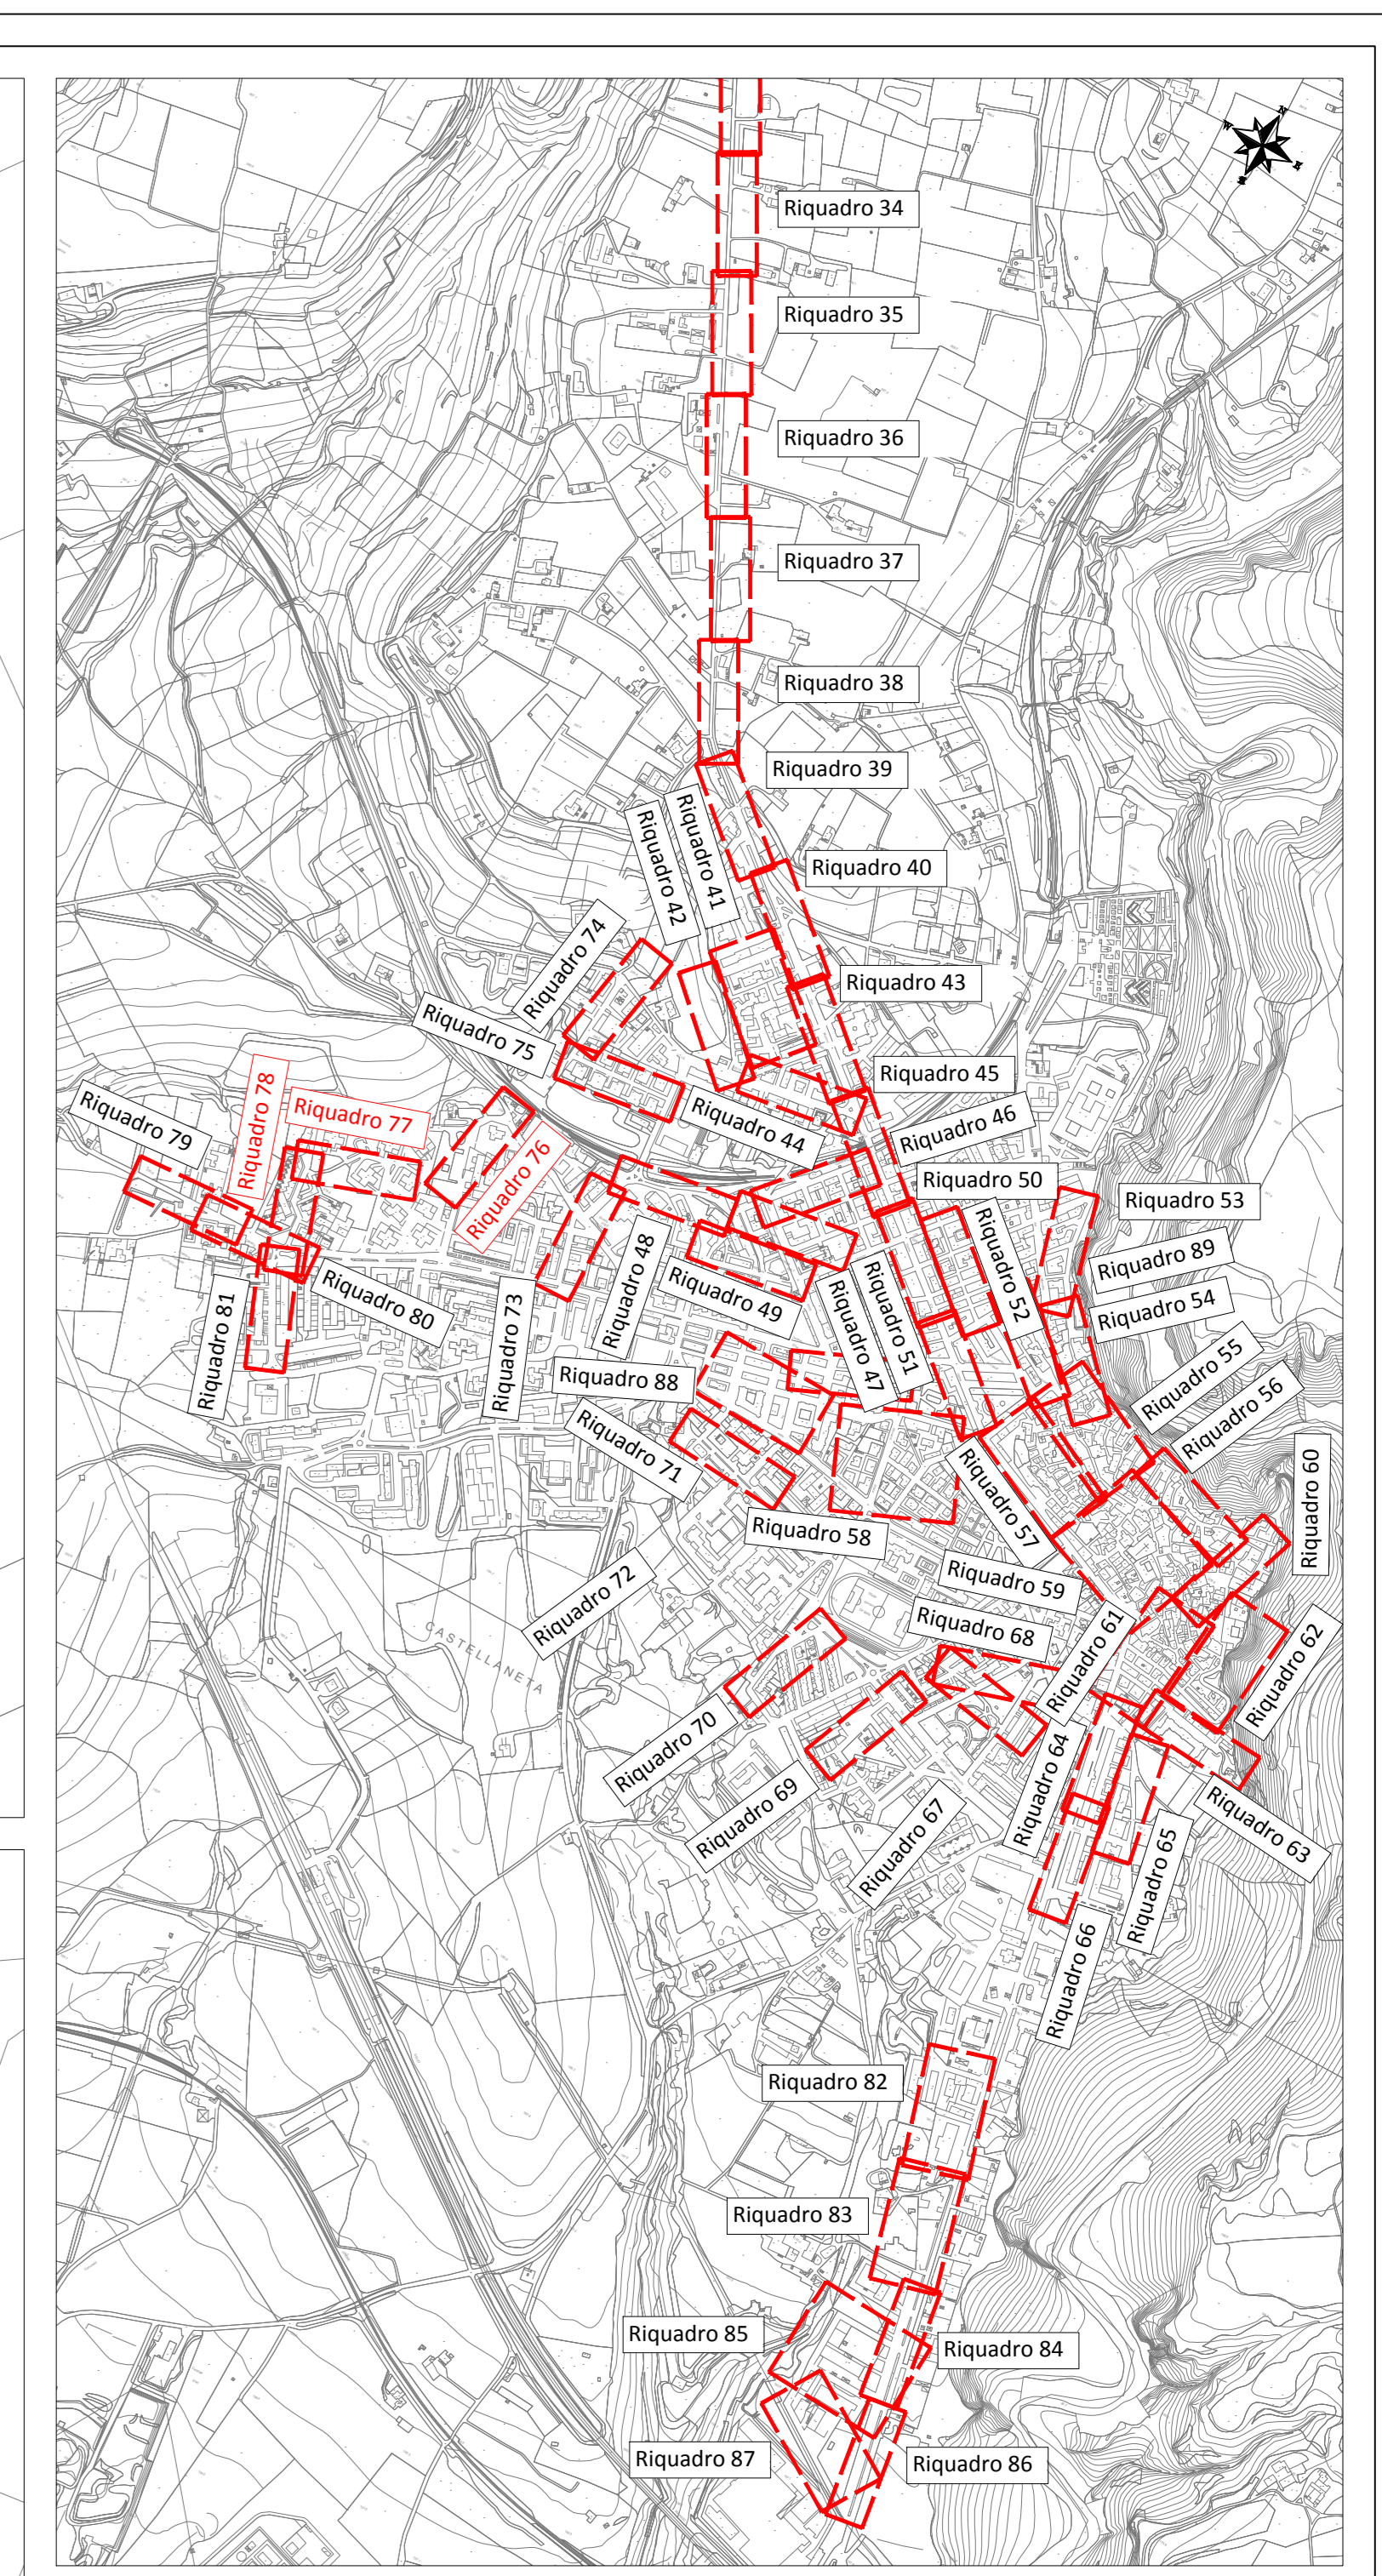 N
W
E
S
Riquadro 34
Riquadro 35
Riquadro 36
Riquadro 37
Riquadro 38
Riquadro 39
Riquadro 40
Riquadro 41
Riquadro 42
Riquadro 43
Riquadro 74
Riquadro 75
Riquadro 45
Riquadro 44
Riquadro 46
Riquadro 78
Riquadro 77
Riquadro 79
Riquadro 76
Riquadro 50
Riquadro 53
Riquadro 52
Riquadro 89
Riquadro 54
Riquadro 48
Riquadro 49
Riquadro 47
Riquadro 51
Riquadro 81
Riquadro 80
Riquadro 73
Riquadro 88
Riquadro 55
Riquadro 56
Riquadro 71
Riquadro 60
Riquadro 57
Riquadro 58
Riquadro 59
Riquadro 72
CASTELLANETA
Riquadro 68
Riquadro 61
Riquadro 62
Riquadro 70
Riquadro 69
Riquadro 67
Riquadro 64
Riquadro 63
Riquadro 65
Riquadro 66
Riquadro 82
Riquadro 83
Riquadro 85
Riquadro 84
Riquadro 87
Riquadro 86